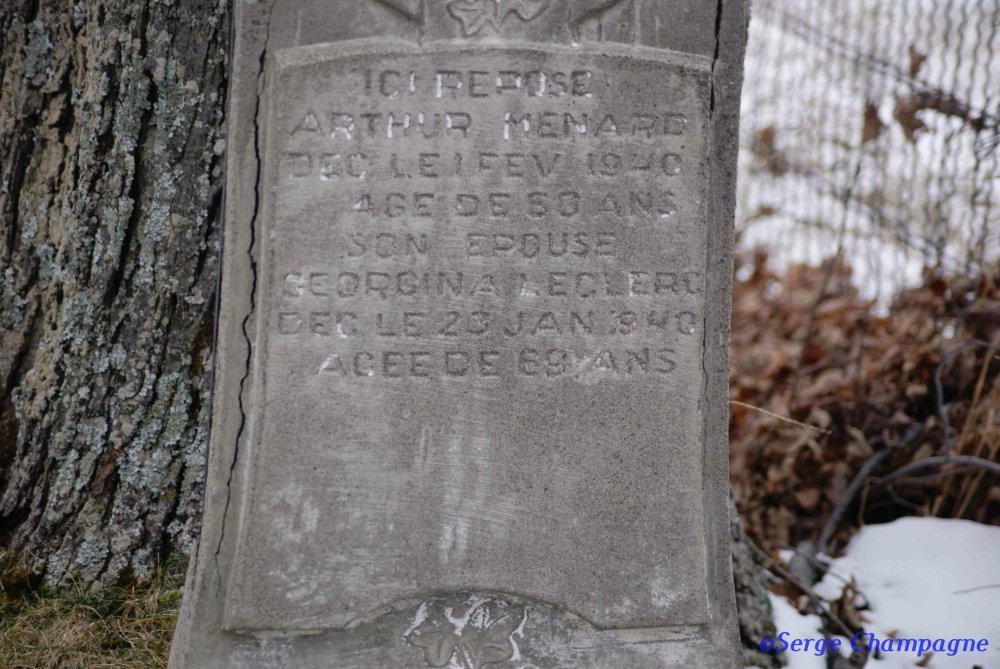 ICI REPOSE
ARTHUR MENARD
DEC LE 1 FEV 1940
AGE DE 60 ANS
SON EPOUSE
GEORGINA LECLERC
DEC LE 23 JAN 1940
AGEE DE 69 ANS
©Serge Champagne